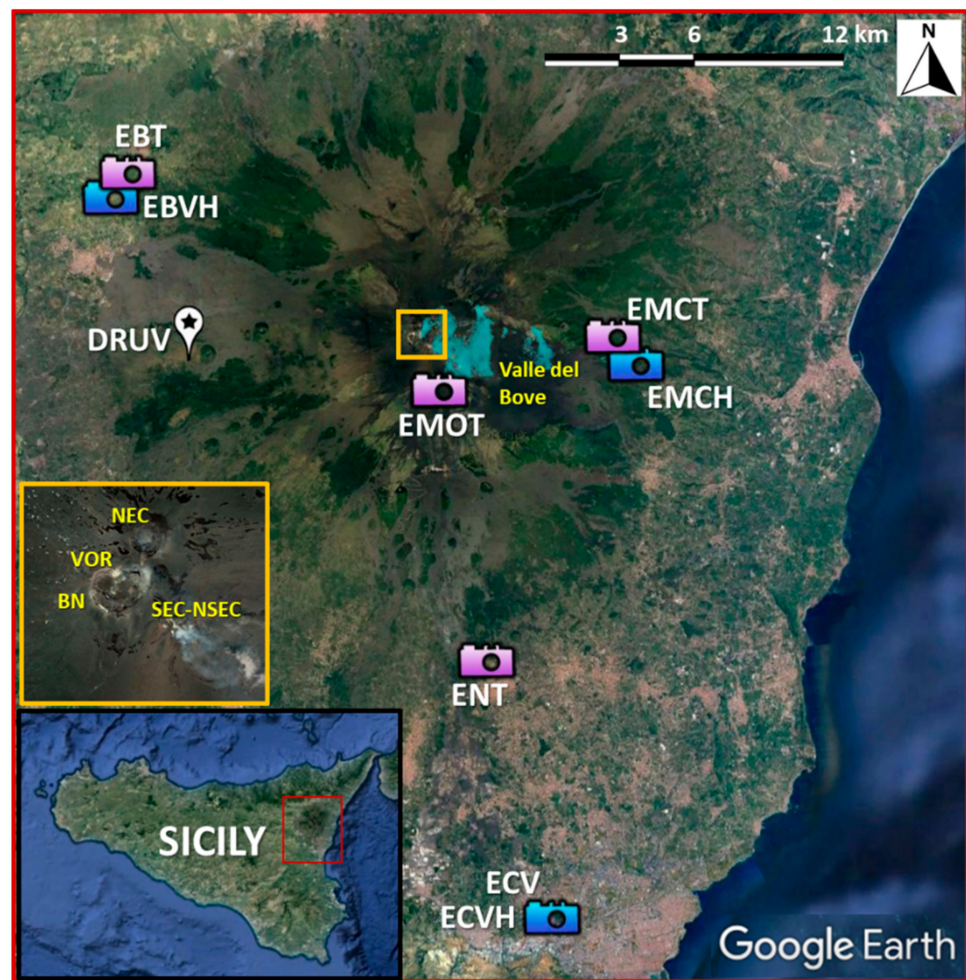 3 6 12 km
N
EBT
EBVH
DRUV
EMCT
Valle del
Bove
EMCH
EMOT
NEC
VOR
BN
SEC-NSEC
ENT
SICILY
ECV
ECVH
Google Earth